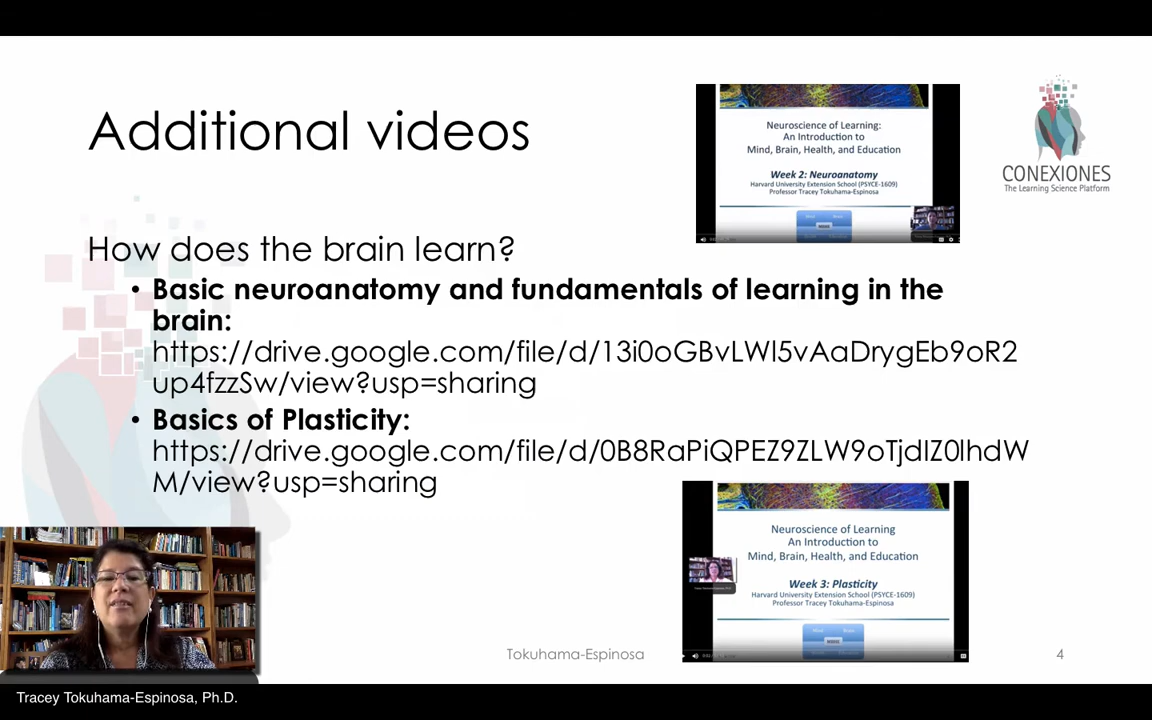 Additional videos
Neuroscience of Learning:
An Introduction to
Mind, Brain, Health, and Education
Week 2: Neuroanatomy
Harvard University Extension School (PSYCE-1609)
Professor Tracey Tokuhama-Espinosa
CONEXIONES
The Learning Science Platform
How does the brain learn?
• Basic neuroanatomy and fundamentals of learning in the
brain:
https://drive.google.com/file/d/13i0oGBvLWl5vAaDrygEb9oR2
up4fzzSw/view?usp=sharing
• Basics of Plasticity:
https://drive.google.com/file/d/0B8RaPiQPEZ9ZLW9oTjdlZ0lhdW
M/view?usp=sharing
Neuroscience of Learning
An Introduction to
Mind, Brain, Health, and Education
Week 3: Plasticity
Harvard University Extension School (PSYCE-1609)
Professor Tracey Tokuhama-Espinosa
Tokuhama-Espinosa
4
Tracey Tokuhama-Espinosa, Ph.D.